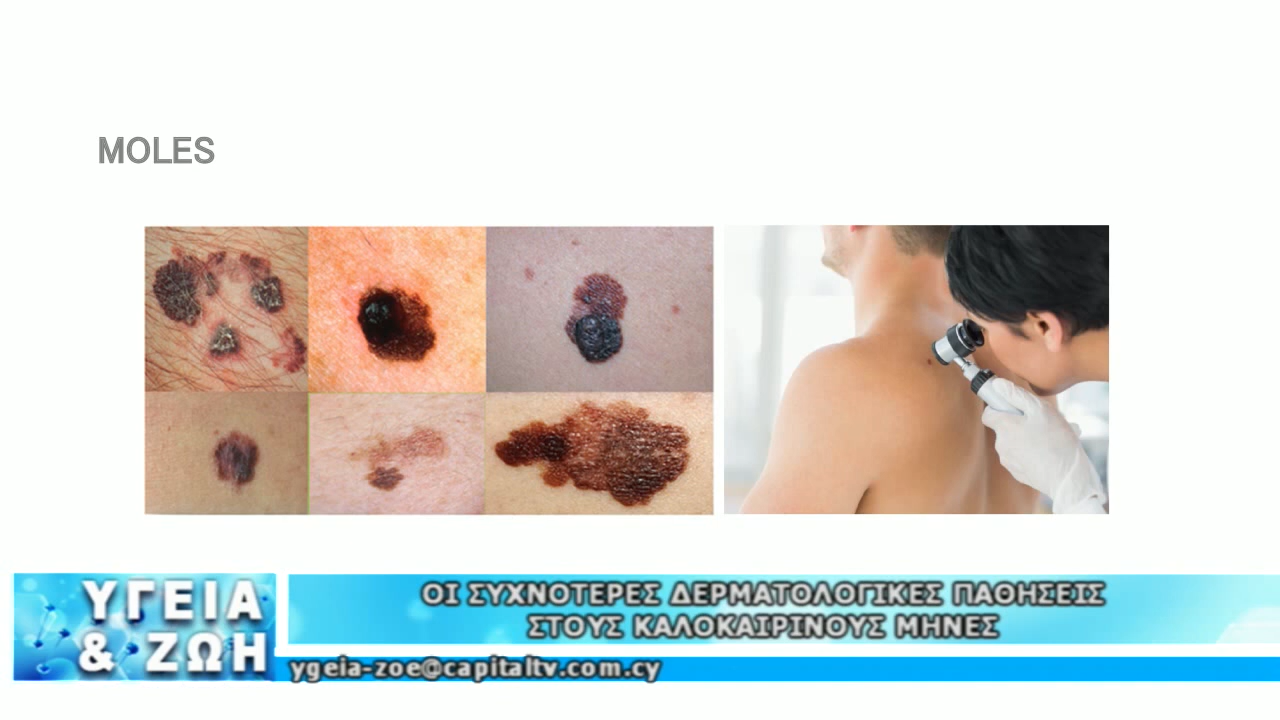 MOLES
ΥΓΕΙΑ
& ΖΩΗ
ΟΙ ΣΥΧΝΟΤΕΡΕΣ ΔΕΡΜΑΤΟΛΟΓΙΚΕΣ ΠΑΘΗΣΕΙΣ
ΣΤΟΥΣ ΚΑΛΟΚΑΙΡΙΝΟΥΣ ΜΗΝΕΣ
ygeia-zoe@capitaltv.com.cy